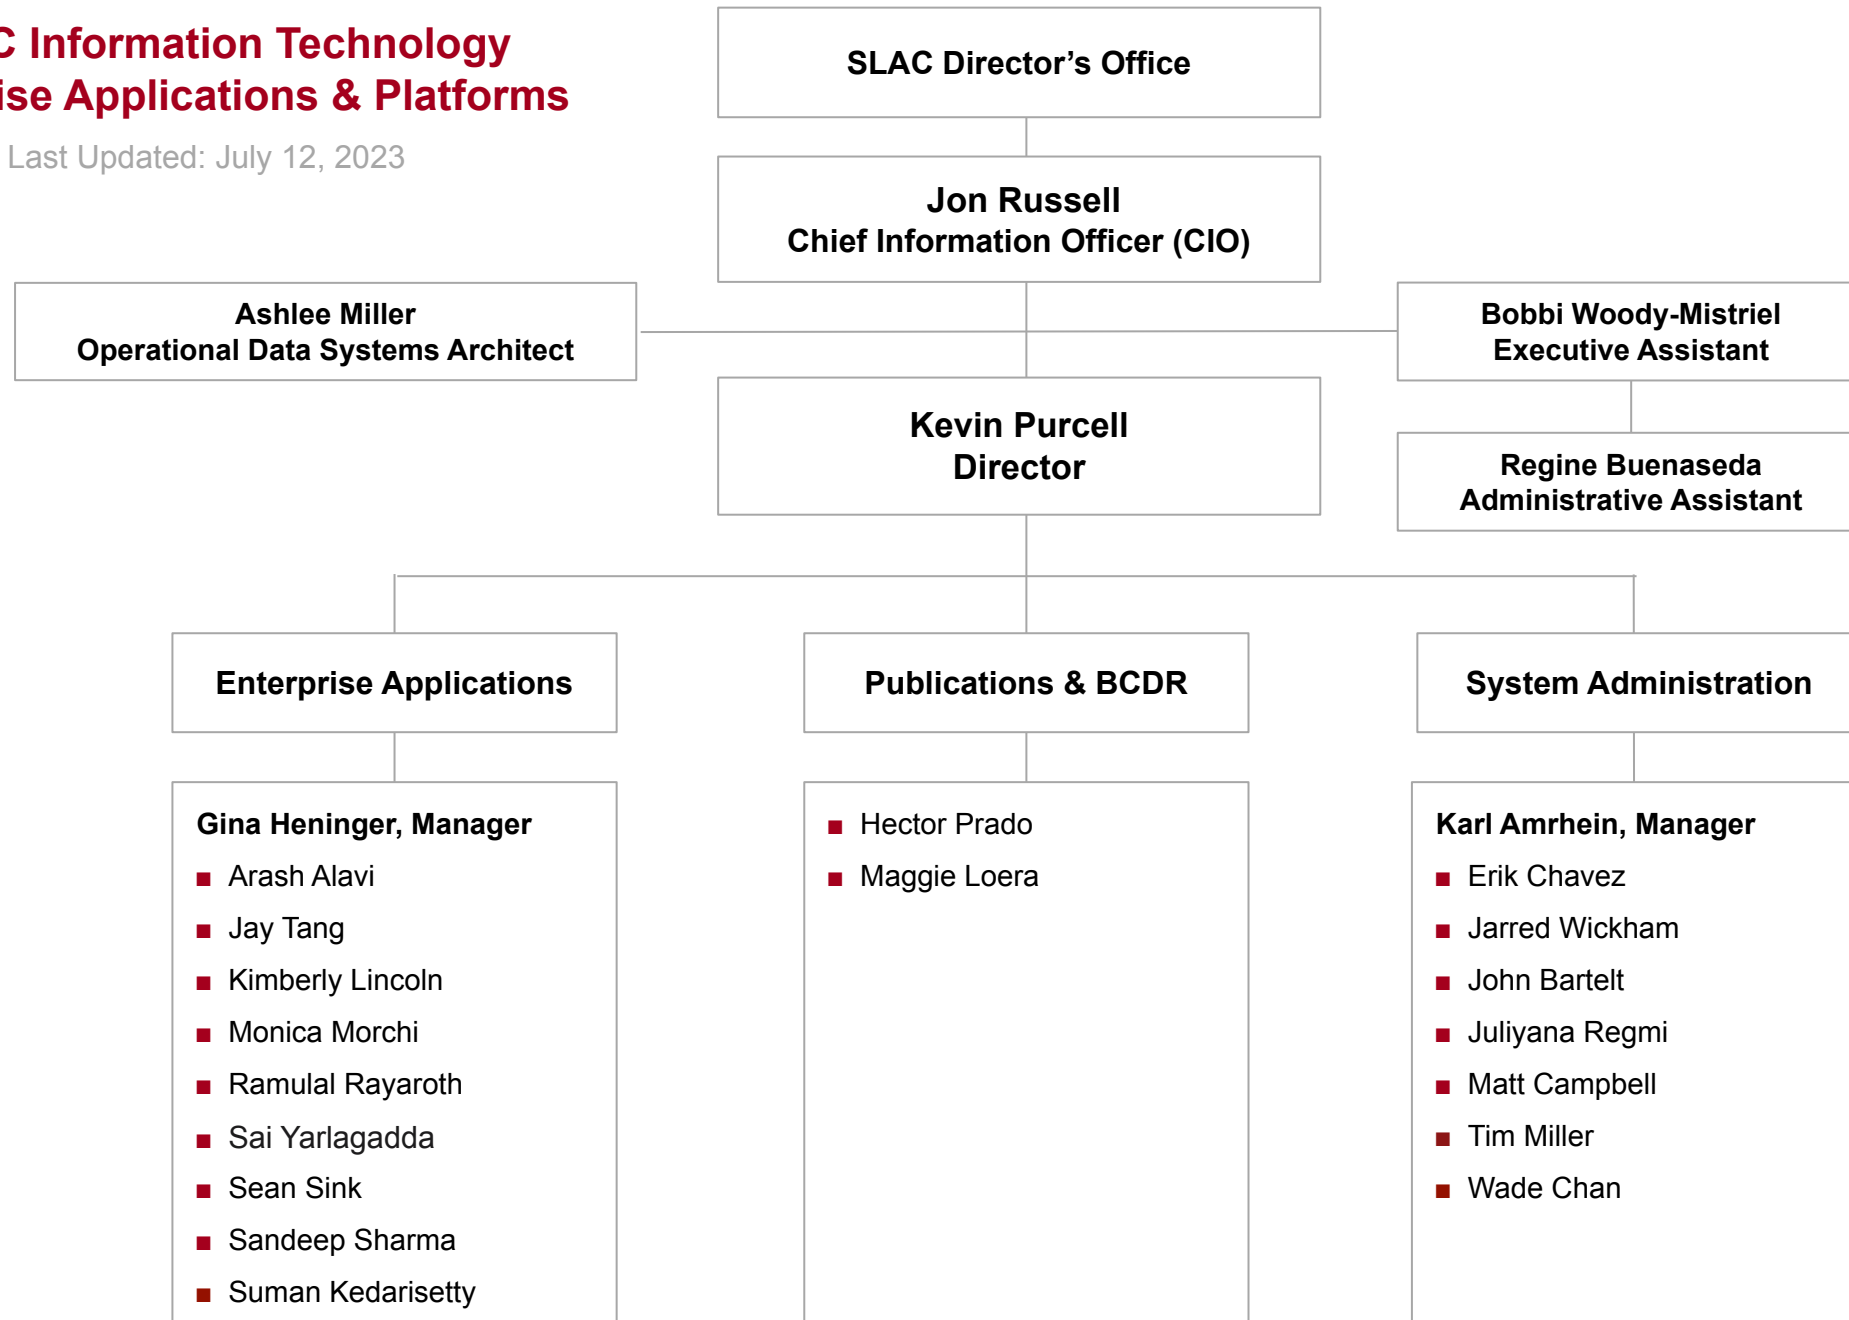 C Information Technology
ise Applications & Platforms
Last Updated: July 12, 2023
SLAC Director’s Office
Jon Russell
Chief Information Officer (CIO)
Ashlee Miller
Operational Data Systems Architect
Bobbi Woody-Mistriel
Executive Assistant
Kevin Purcell
Director
Regine Buenaseda
Administrative Assistant
Enterprise Applications
Publications & BCDR
System Administration
Gina Heninger, Manager
■ Arash Alavi
■ Jay Tang
■ Kimberly Lincoln
■ Monica Morchi
■ Ramulal Rayaroth
■ Sai Yarlagadda
■ Sean Sink
■ Sandeep Sharma
■ Suman Kedarisetty
■ Hector Prado
■ Maggie Loera
Karl Amrhein, Manager
■ Erik Chavez
■ Jarred Wickham
■ John Bartelt
■ Juliyana Regmi
■ Matt Campbell
■ Tim Miller
■ Wade Chan